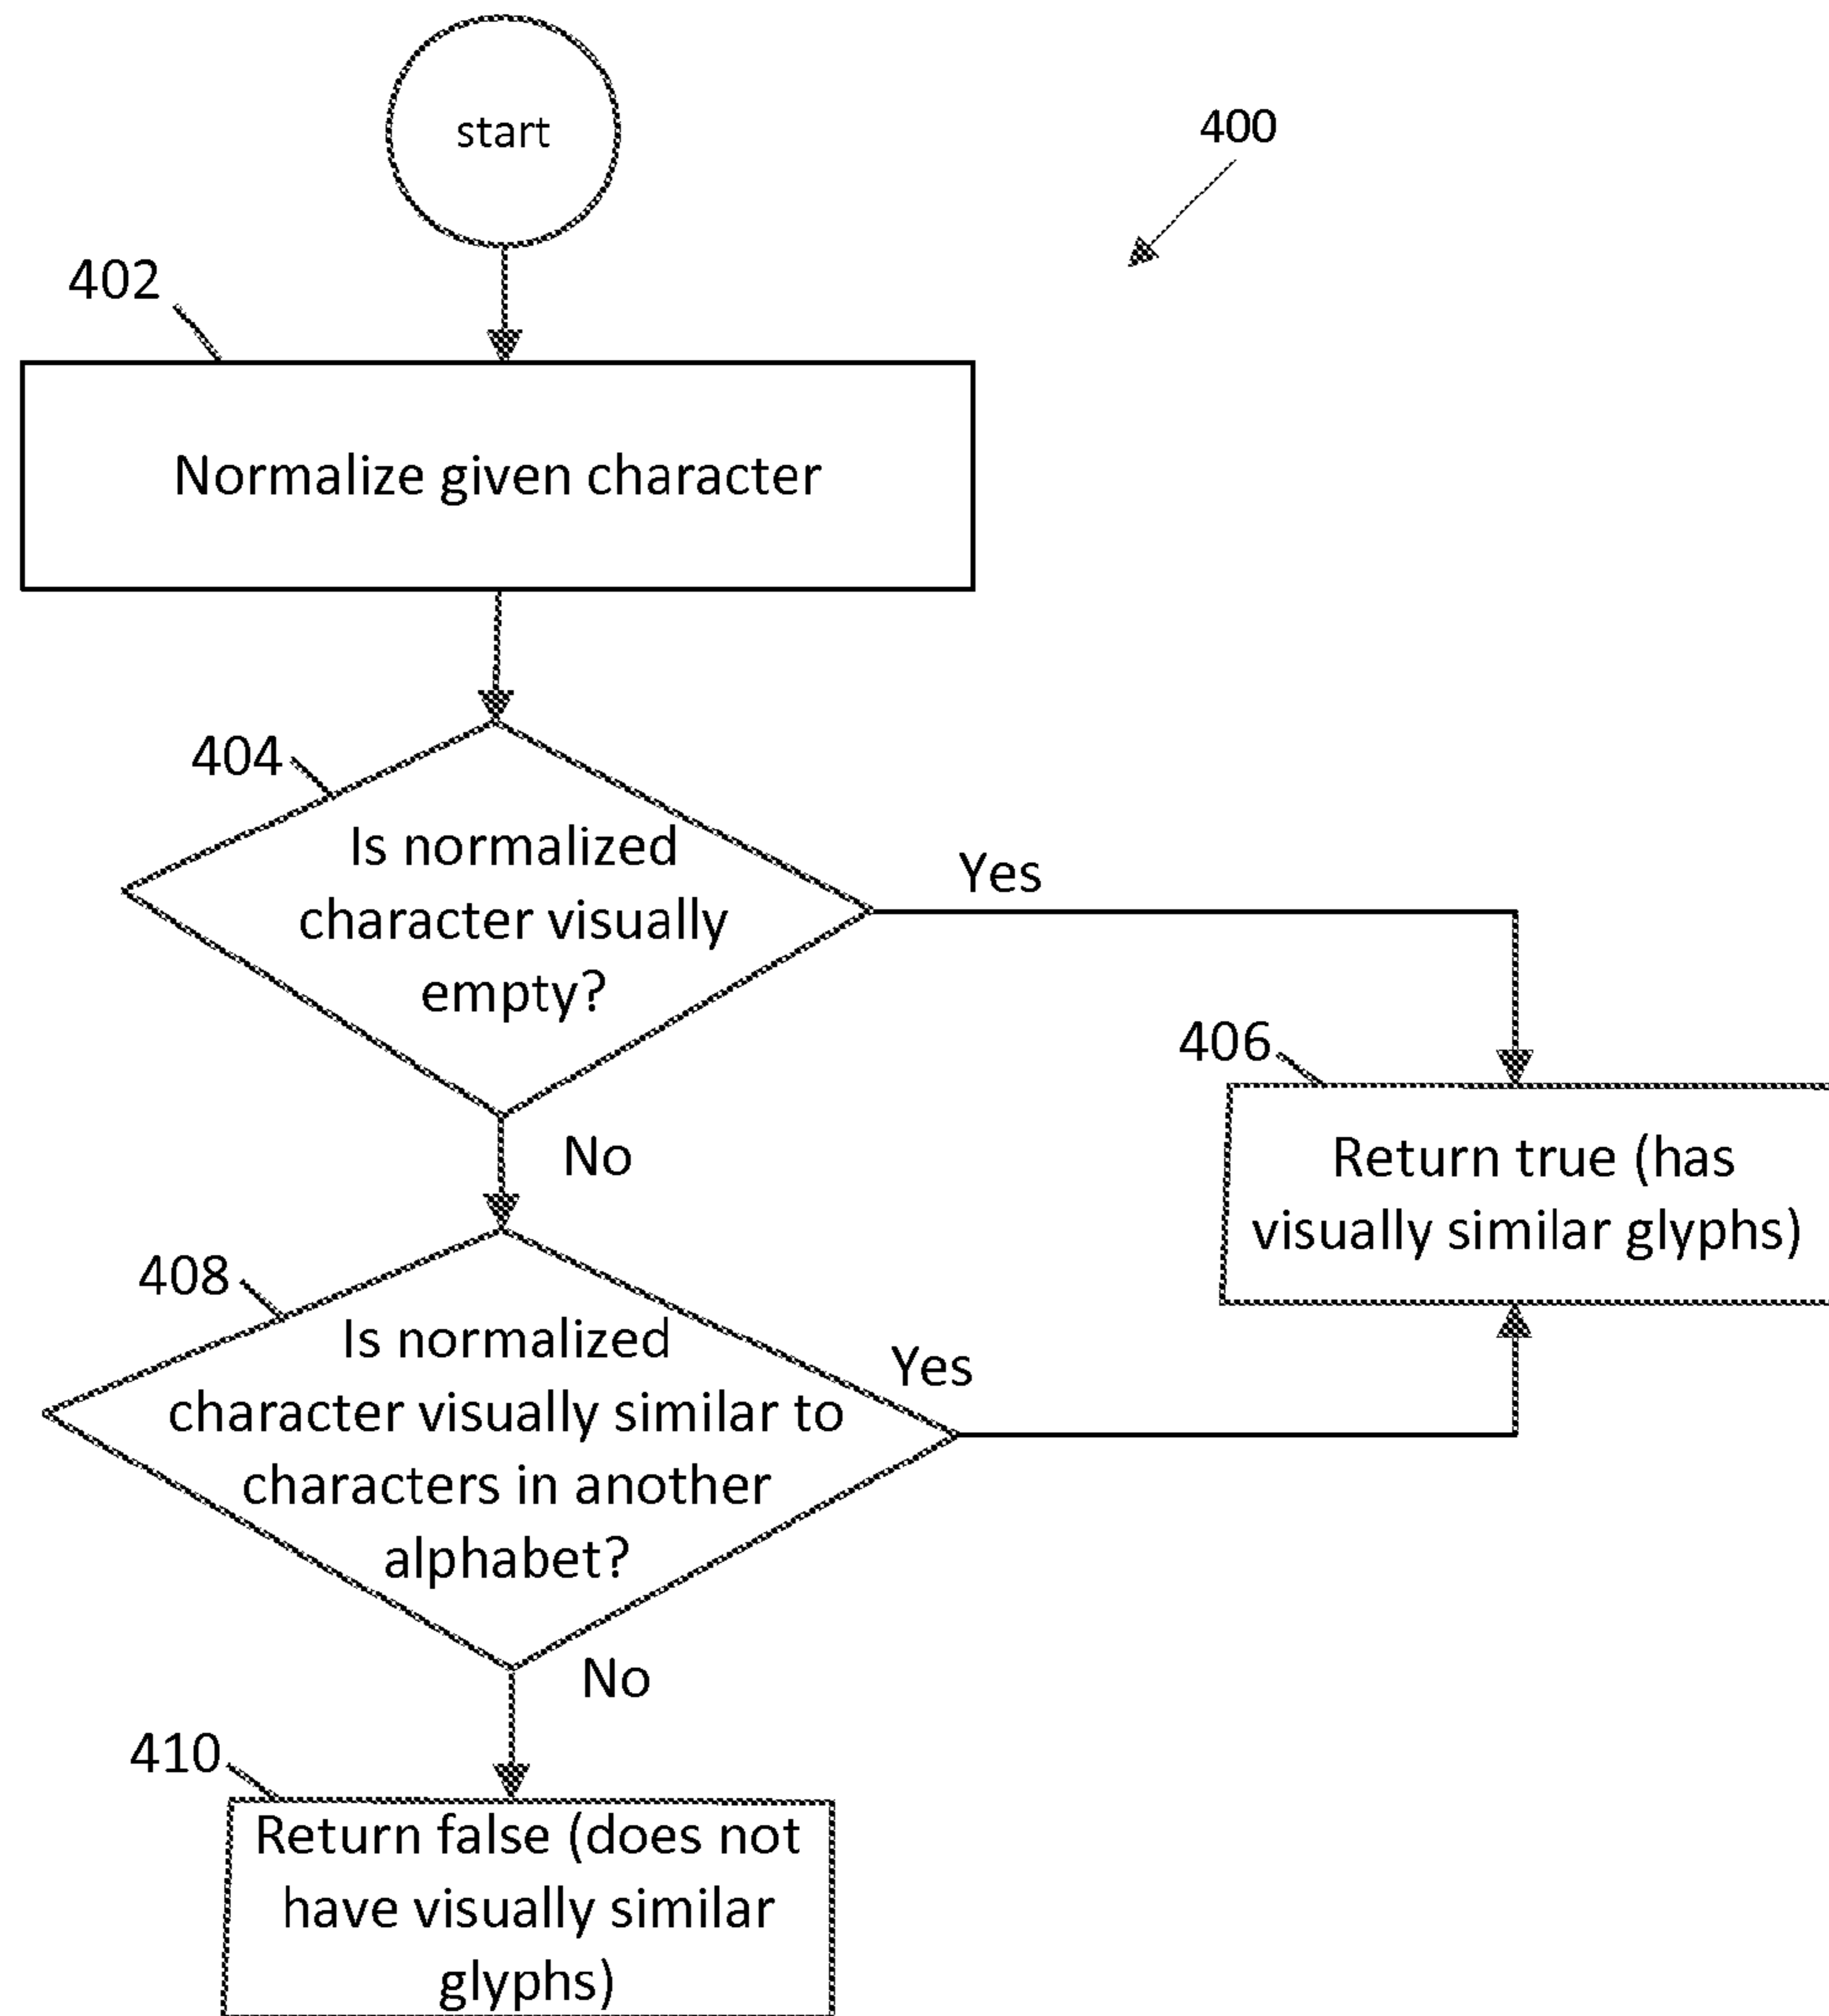 start
400
402
Normalize given character
404
Is normalized
character visually
empty?
Yes
406
Return true (has
visually similar glyphs)
No
408
Is normalized
character visually similar to
characters in another
alphabet?
Yes
No
410
Return false (does not
have visually similar
glyphs)